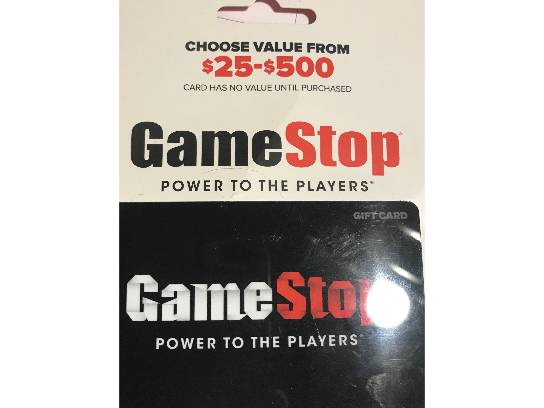 CHOOSE VALUE FROM
$25-$500
CARD HAS NO VALUE UNTIL PURCHASED
GameStop
POWER TO THE PLAYERS®
GIFT CARD
GameStop
POWER TO THE PLAYERS